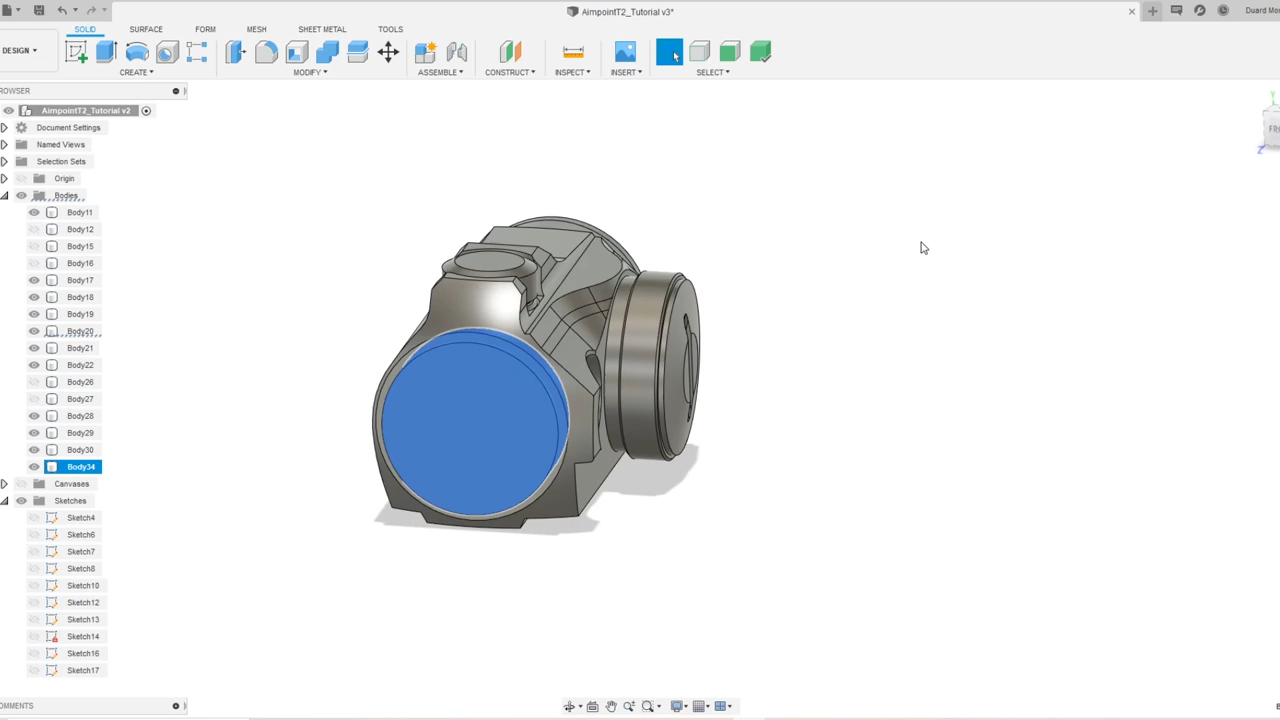 AimpointT2_Tutorial v3*
Duard Mo
SOLID SURFACE FORM MESH SHEET METAL TOOLS
DESIGN
CREATE MODIFY ASSEMBLE CONSTRUCT INSPECT INSERT SELECT
ROWSER
AimpointT2_Tutorial v2
Document Settings
Named Views
Selection Sets
Origin
Bodies
Body11
Body12
Body15
Body16
Body17
Body18
Body19
Body20
Body21
Body22
Body26
Body27
Body28
Body29
Body30
Body34
Canvases
Sketches
Sketch4
Sketch6
Sketch7
Sketch8
Sketch10
Sketch12
Sketch13
Sketch14
Sketch16
Sketch17
OMMENTS
Y
FRO
Z